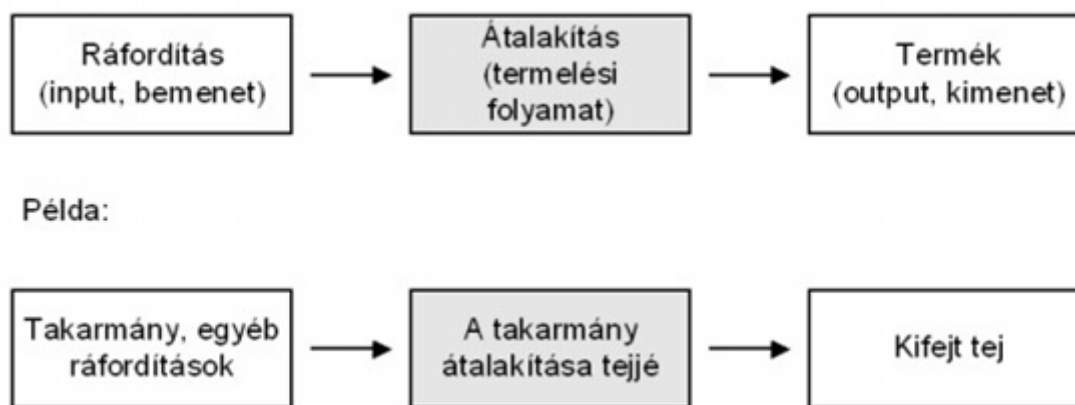 Ráfordítás
(input, bemenet)
Átalakítás
(termelési
folyamat)
Termék
(output, kimenet)
Példa:
Takarmány, egyéb
ráfordítások
A takarmány
átalakítása tejjé
Kifejt tej